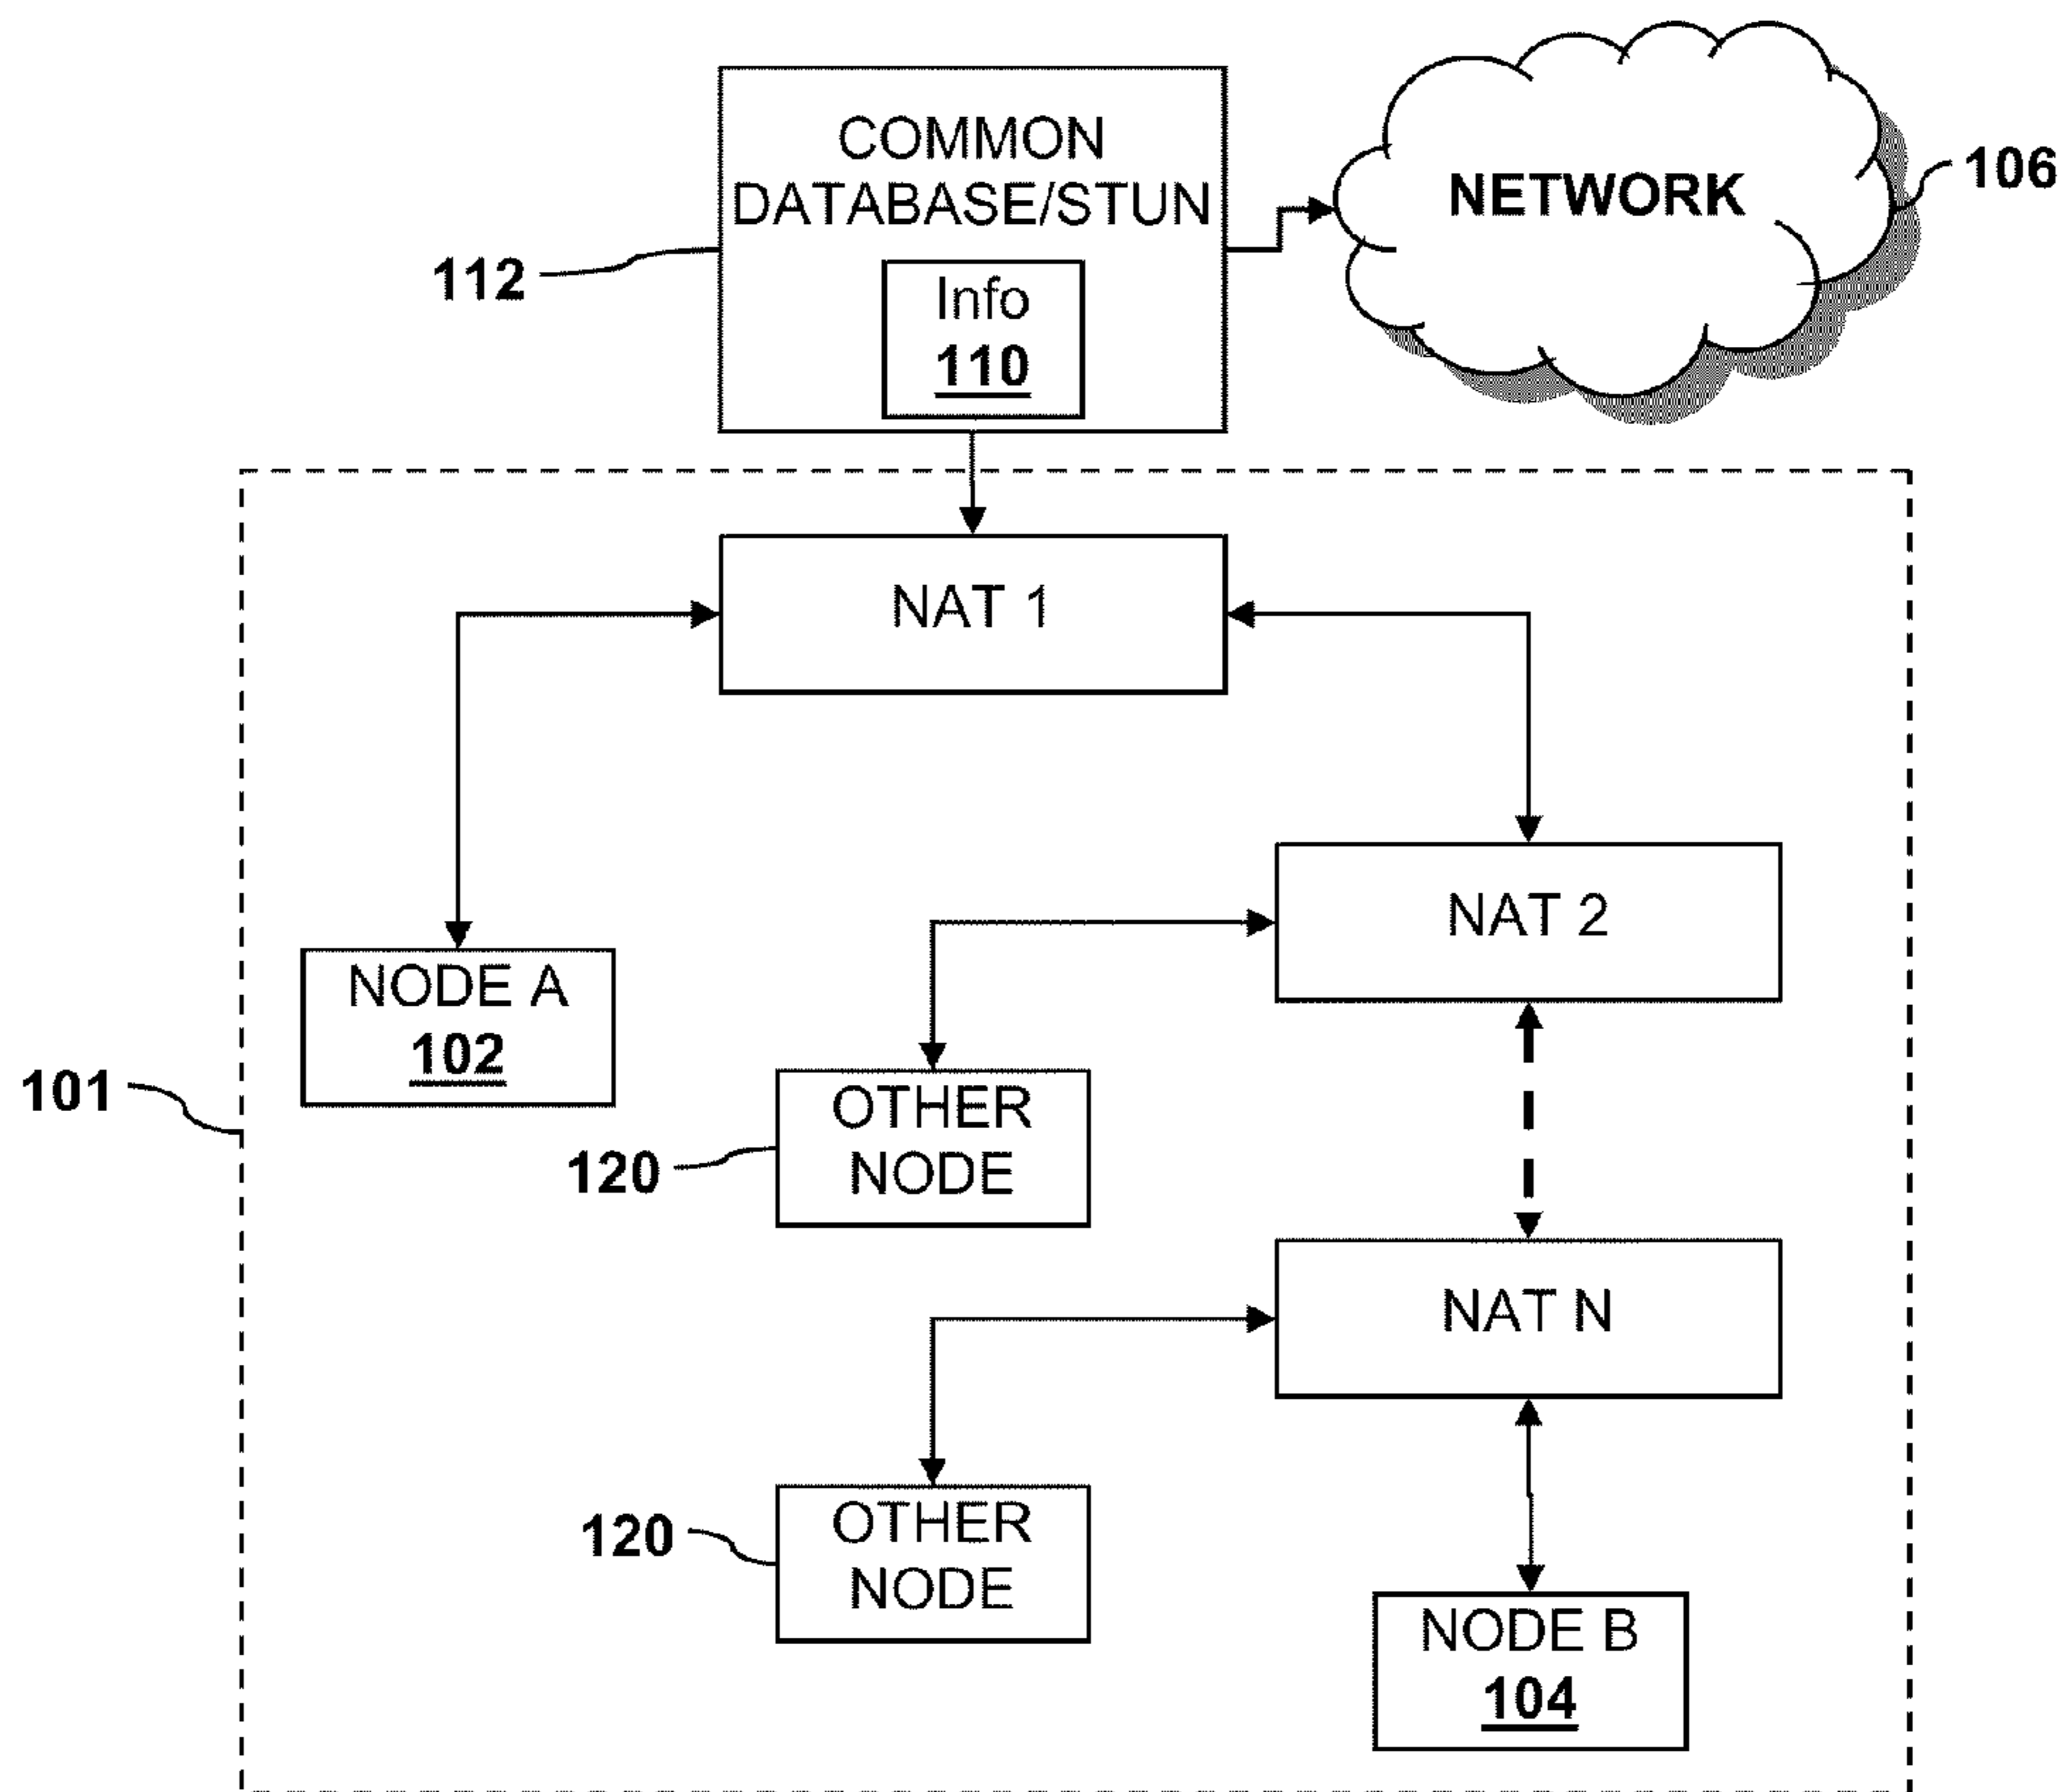 COMMON
DATABASE/STUN
NETWORK
106
112
Info
110
NAT 1
NAT 2
NODE A
102
101
OTHER
NODE
120
NAT N
OTHER
NODE
120
NODE B
104